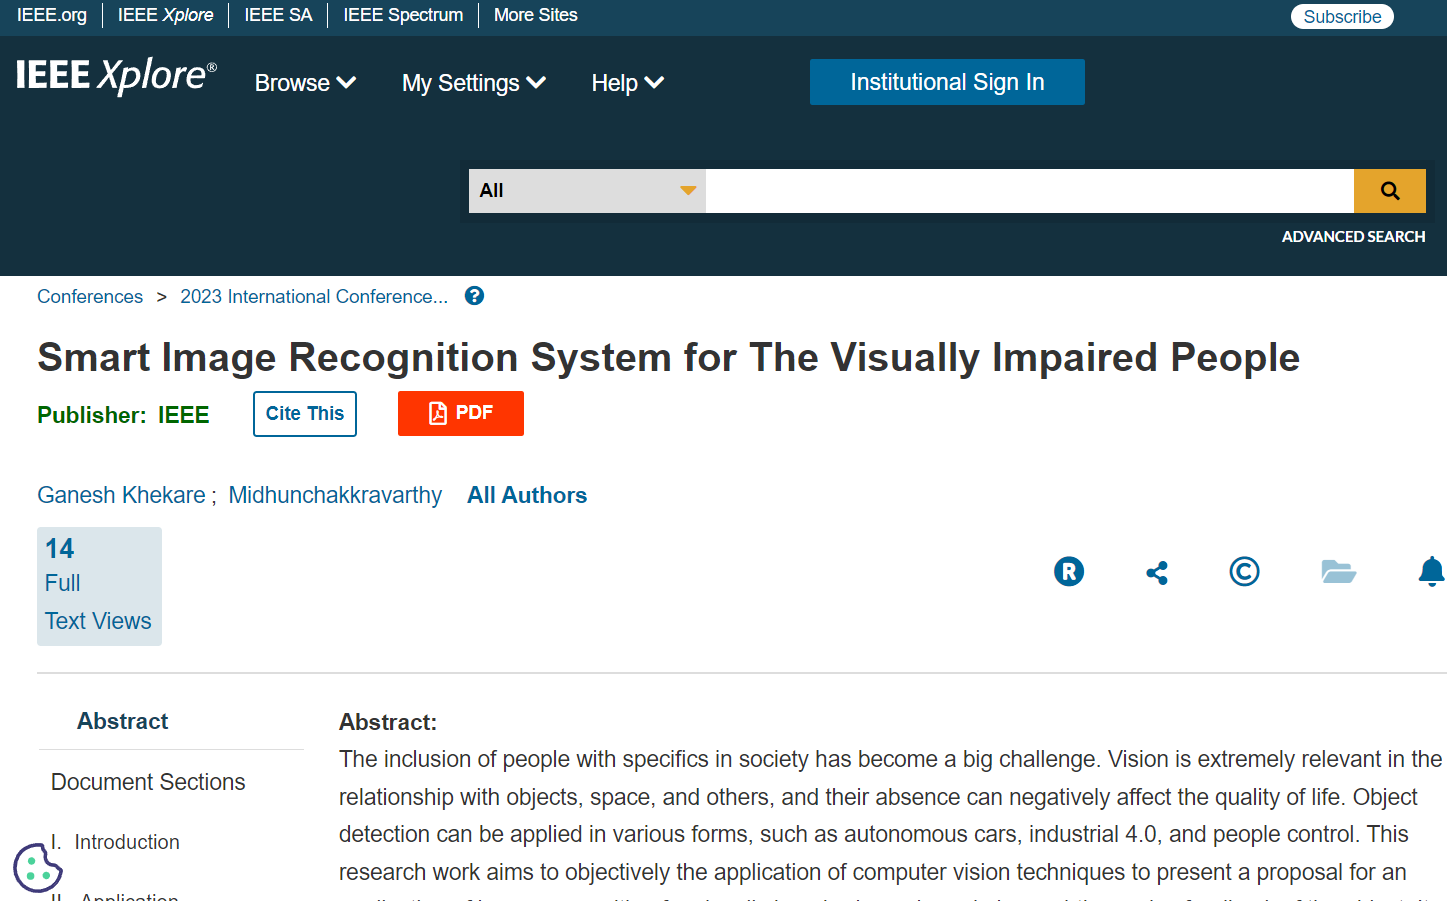 IEEE.org IEEE Xplore IEEE SA IEEE Spectrum More Sites Subscribe
IEEE Xplore® Browse My Settings Help Institutional Sign In
All
ADVANCED SEARCH
Conferences > 2023 International Conference... ?
Smart Image Recognition System for The Visually Impaired People
Publisher: IEEE Cite This PDF
Ganesh Khekare ; Midhunchakkravarthy All Authors
14
Full
Text Views
R ©
Abstract
Document Sections
I. Introduction
II. Application
Abstract:
The inclusion of people with specifics in society has become a big challenge. Vision is extremely relevant in the
relationship with objects, space, and others, and their absence can negatively affect the quality of life. Object
detection can be applied in various forms, such as autonomous cars, industrial 4.0, and people control. This
research work aims to objectively the application of computer vision techniques to present a proposal for an